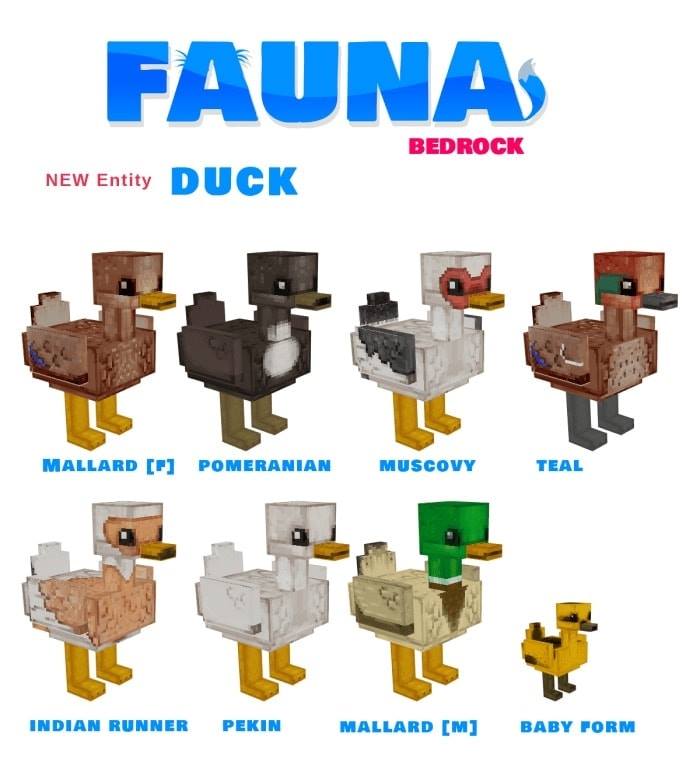 FAUNA
BEDROCK
NEW Entity DUCK
MALLARD [F] POMERANIAN MUSCOVY TEAL
INDIAN RUNNER PEKIN MALLARD [M] BABY FORM